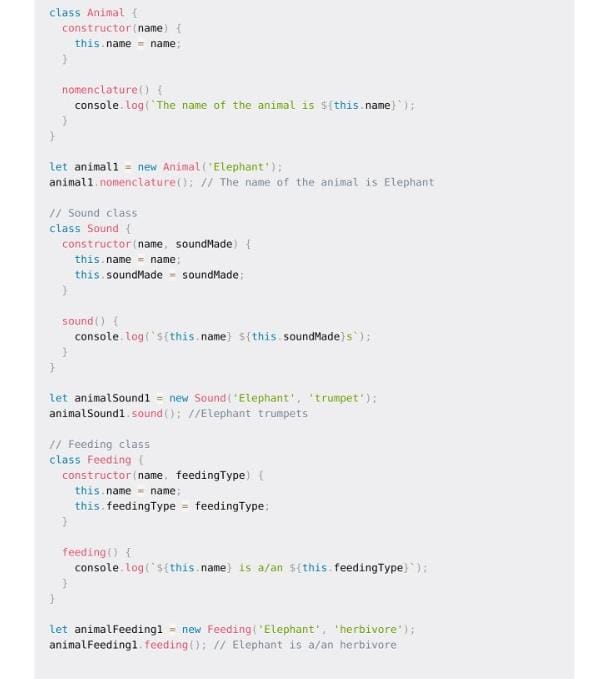 class Animal {
  constructor(name) {
    this.name = name;
  }

  nomenclature() {
    console.log(`The name of the animal is ${this.name}`);
  }
}

let animal1 = new Animal('Elephant');
animal1.nomenclature(); // The name of the animal is Elephant

// Sound class
class Sound {
  constructor(name, soundMade) {
    this.name = name;
    this.soundMade = soundMade;
  }

  sound() {
    console.log(`${this.name} ${this.soundMade}s`);
  }
}

let animalSound1 = new Sound('Elephant', 'trumpet');
animalSound1.sound(); //Elephant trumpets

// Feeding class
class Feeding {
  constructor(name, feedingType) {
    this.name = name;
    this.feedingType = feedingType;
  }

  feeding() {
    console.log(`${this.name} is a/an ${this.feedingType}`);
  }
}

let animalFeeding1 = new Feeding('Elephant', 'herbivore');
animalFeeding1.feeding(); // Elephant is a/an herbivore